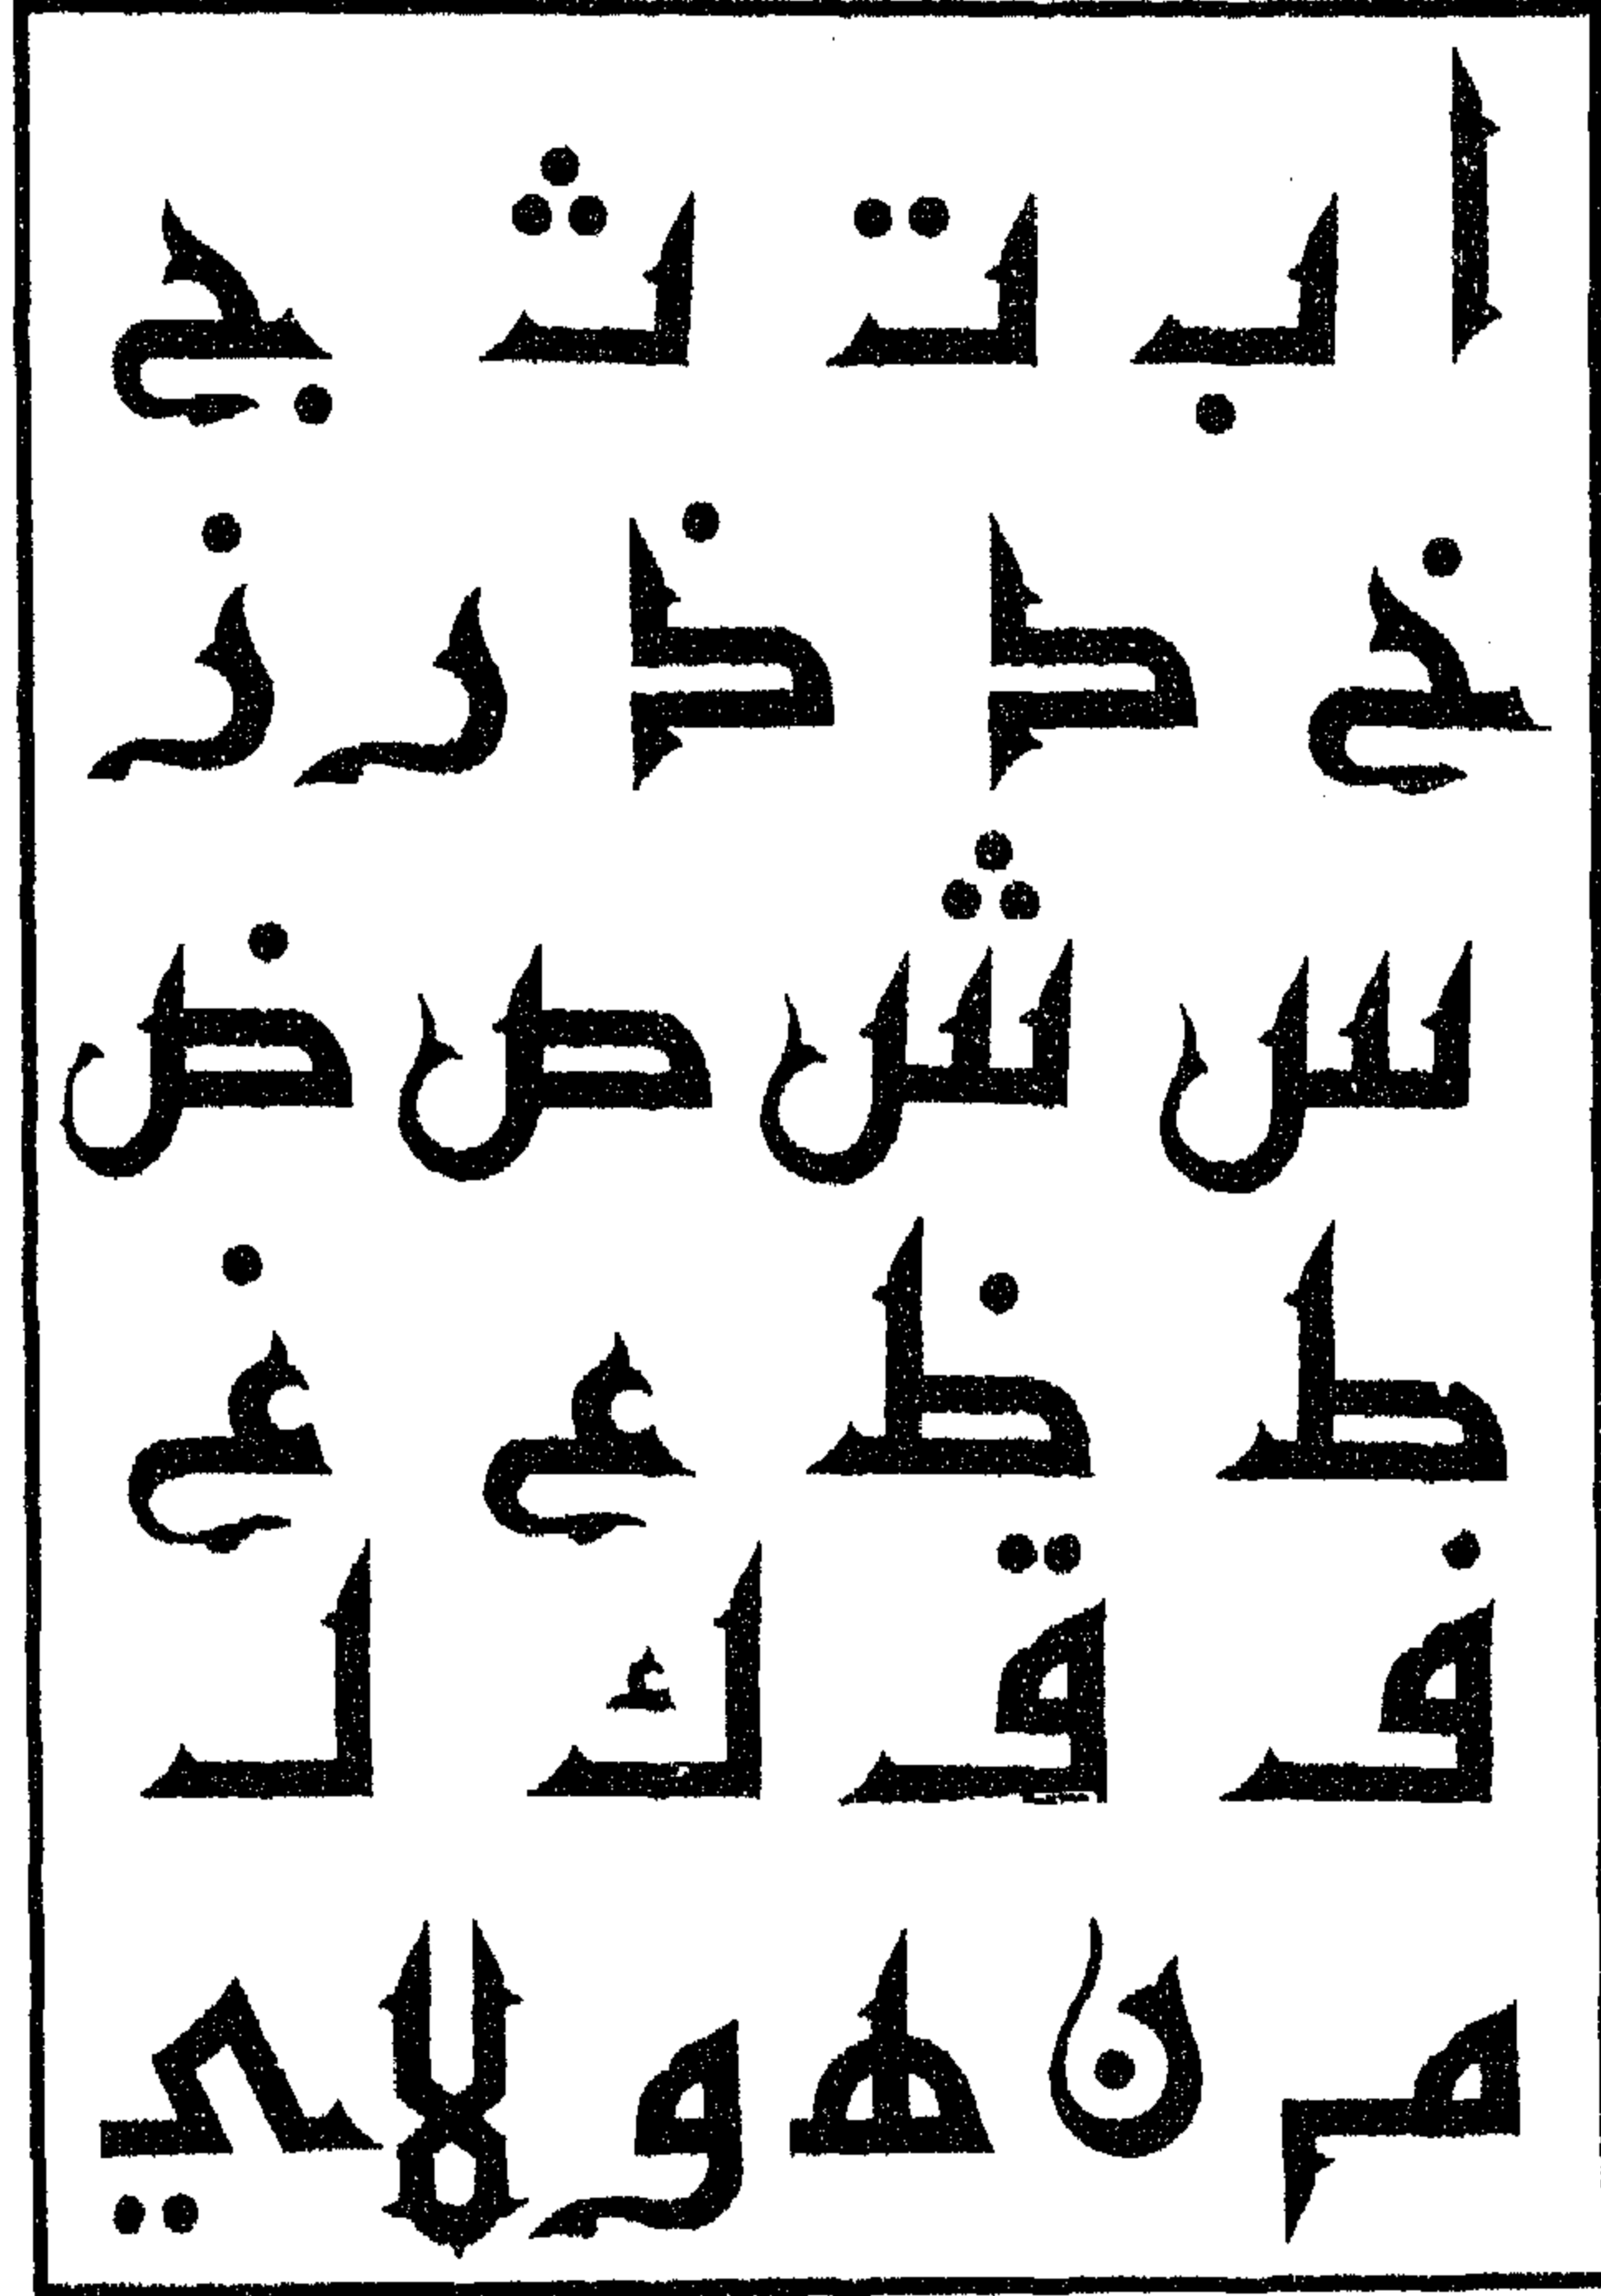 ا ب ت ث ج
خ د ذ ر ز
س ش ص ض
ط ظ ع غ
ف ق ك ل
م ن ه و لا ي